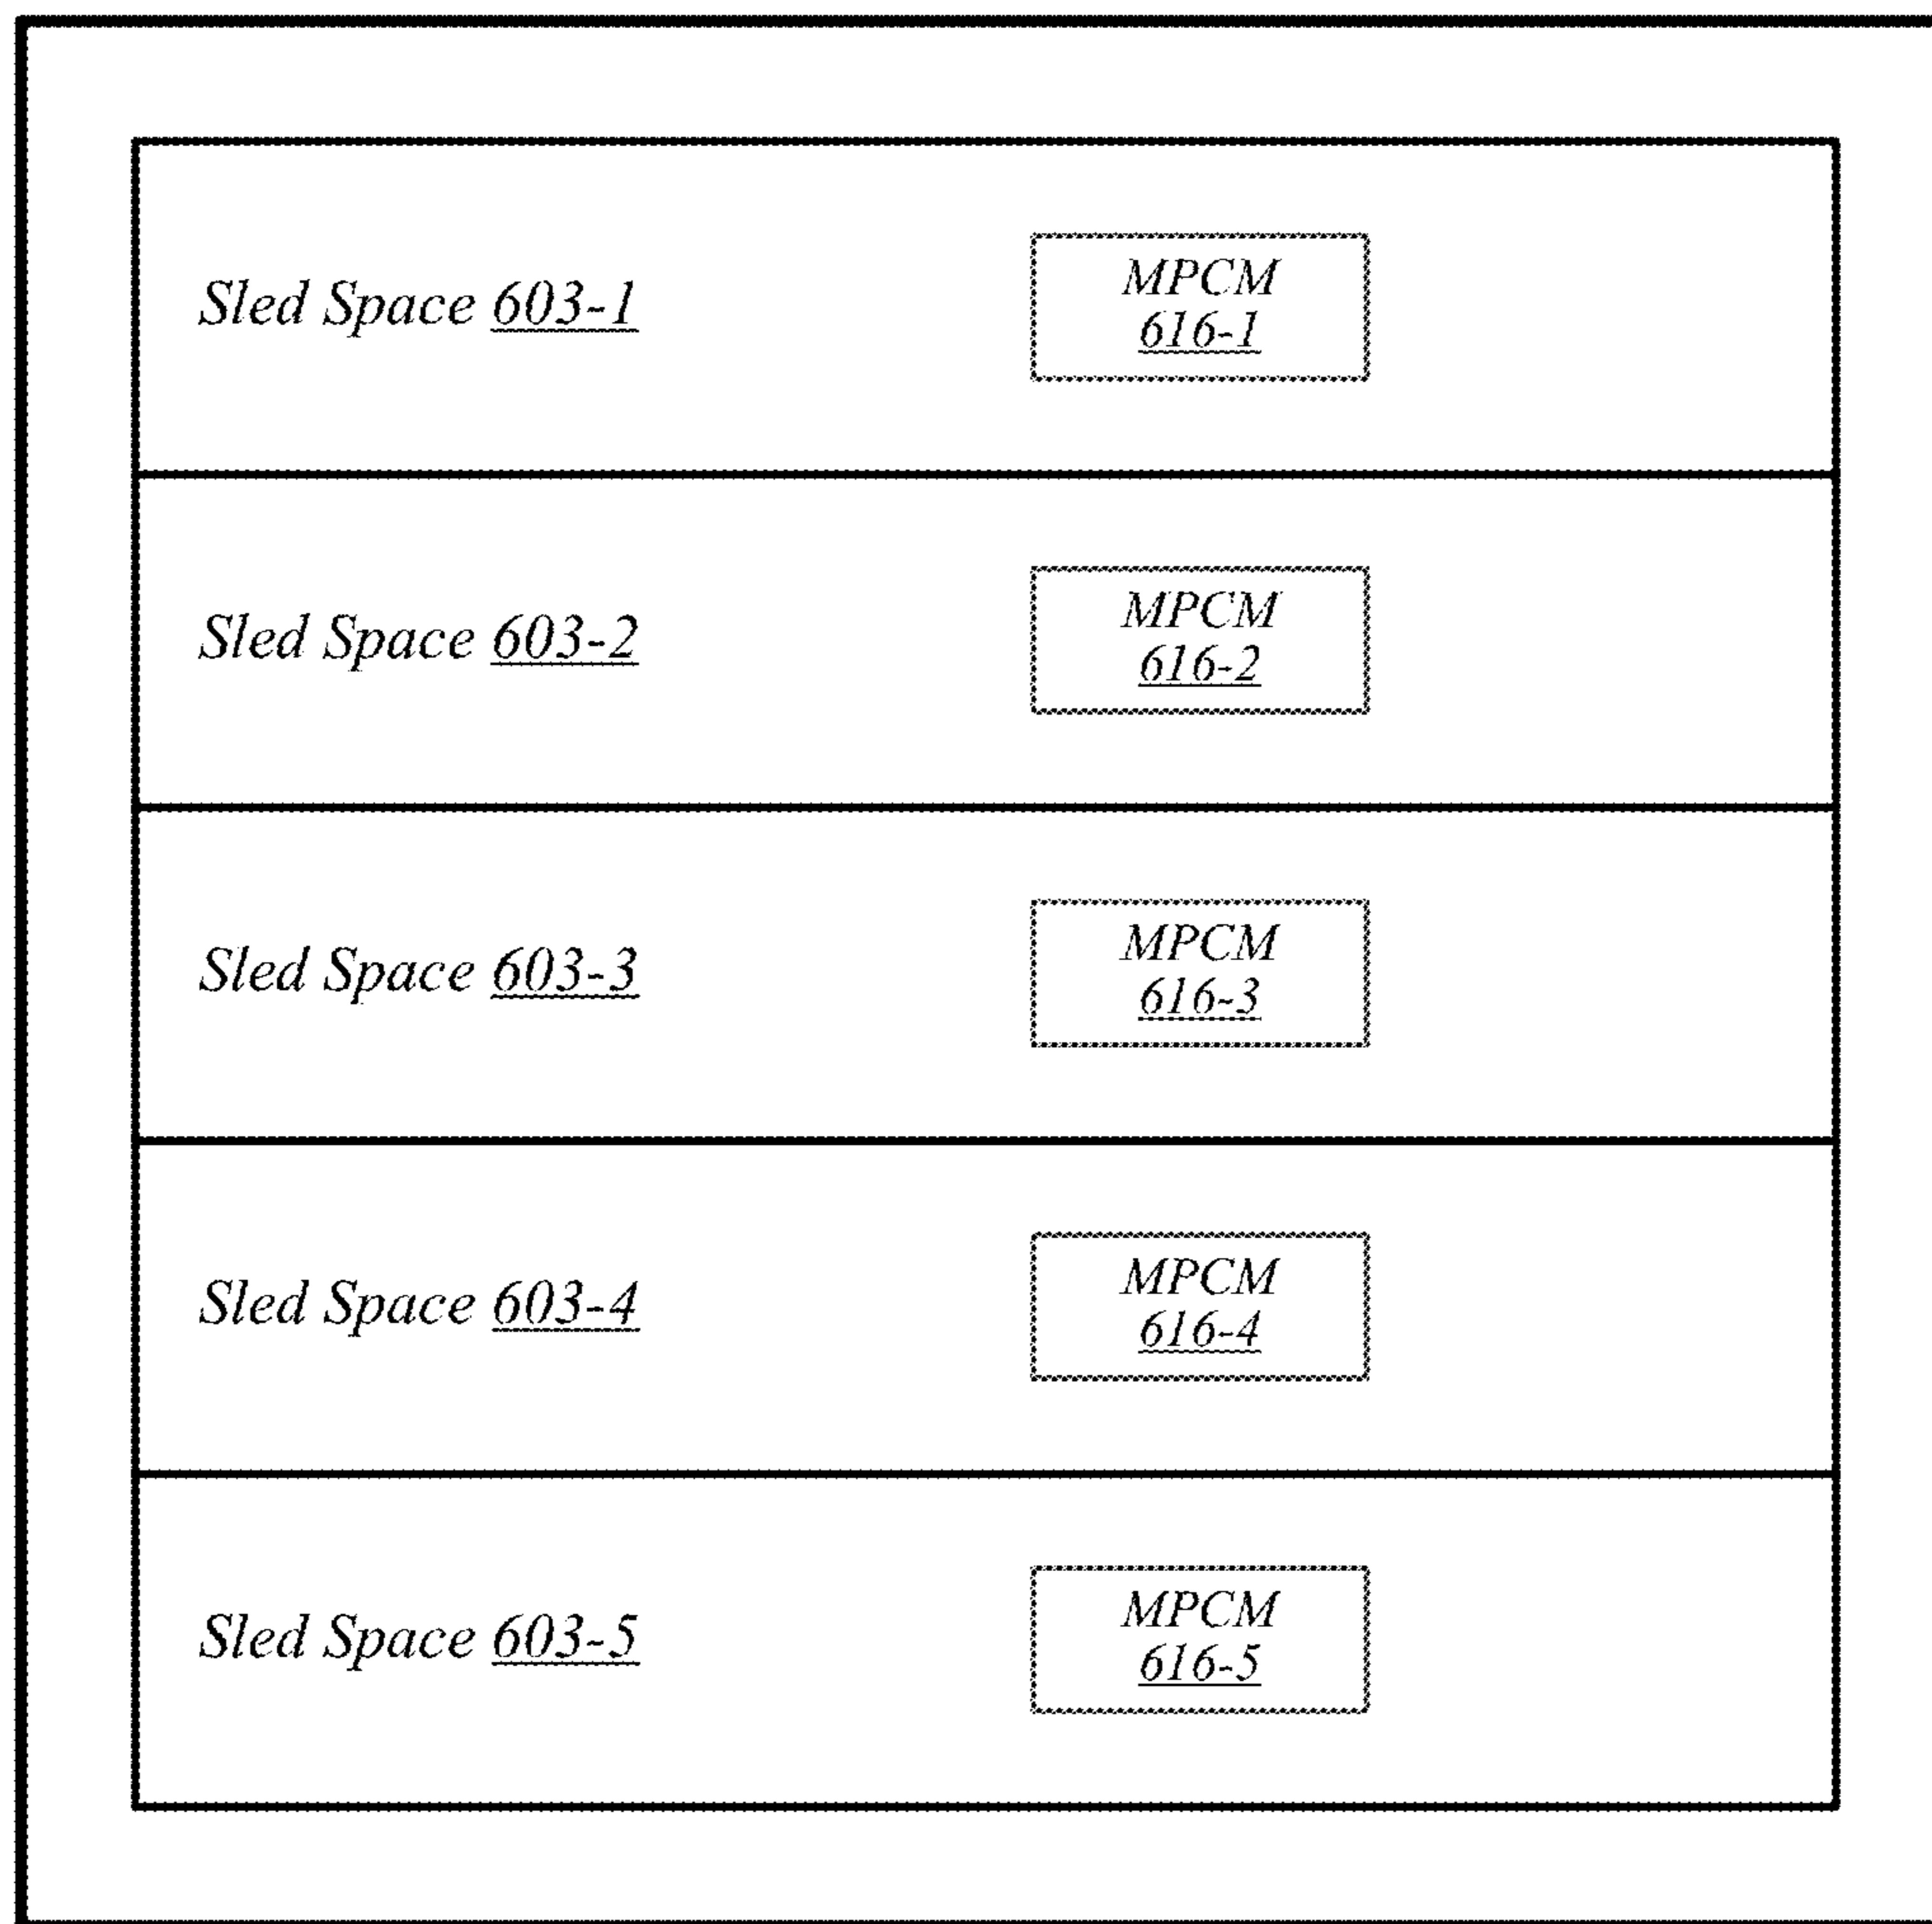 Sled Space 603-1
MPCM
616-1
Sled Space 603-2
MPCM
616-2
Sled Space 603-3
MPCM
616-3
Sled Space 603-4
MPCM
616-4
Sled Space 603-5
MPCM
616-5